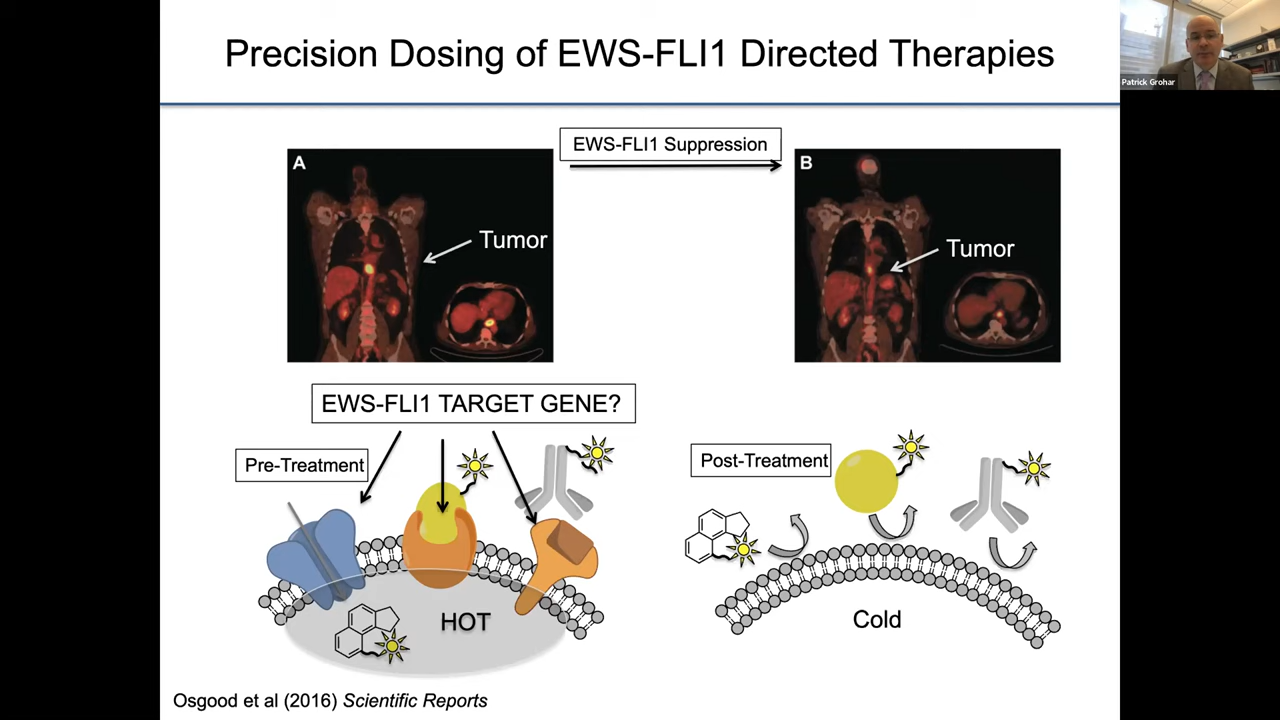 Precision Dosing of EWS-FLI1 Directed Therapies
Patrick Grohar
EWS-FLI1 Suppression
A
Tumor
B
Tumor
EWS-FLI1 TARGET GENE?
Pre-Treatment
Post-Treatment
HOT
Cold
Osgood et al (2016) Scientific Reports